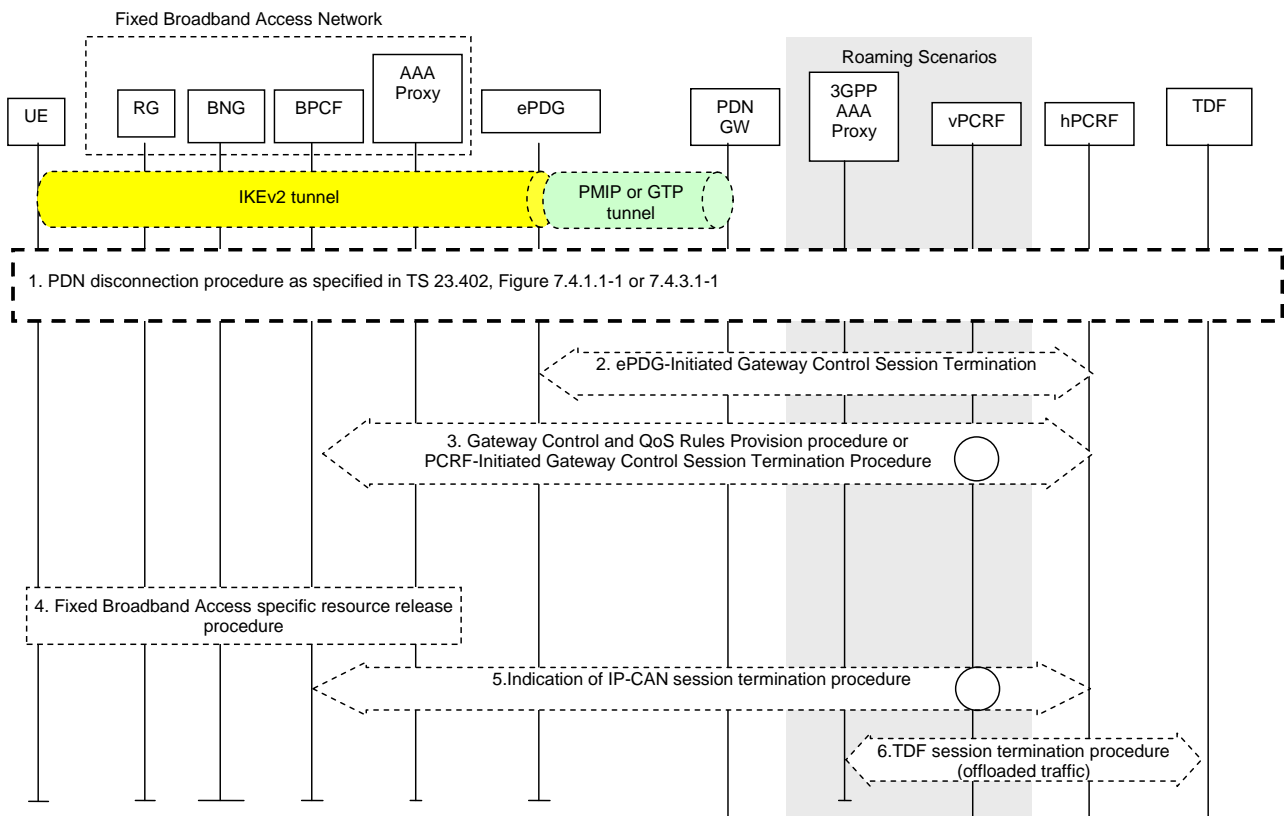 Fixed Broadband Access Network
Roaming Scenarios
UE
RG
BNG
BPCF
AAA
Proxy
ePDG
PDN
GW
3GPP
AAA
Proxy
vPCRF
hPCRF
TDF
IKEv2 tunnel
PMIP or GTP
tunnel
1. PDN disconnection procedure as specified in TS 23.402, Figure 7.4.1.1-1 or 7.4.3.1-1
2. ePDG-Initiated Gateway Control Session Termination
3. Gateway Control and QoS Rules Provision procedure or
PCRF-Initiated Gateway Control Session Termination Procedure
4. Fixed Broadband Access specific resource release
procedure
5.Indication of IP-CAN session termination procedure
6.TDF session termination procedure
(offloaded traffic)